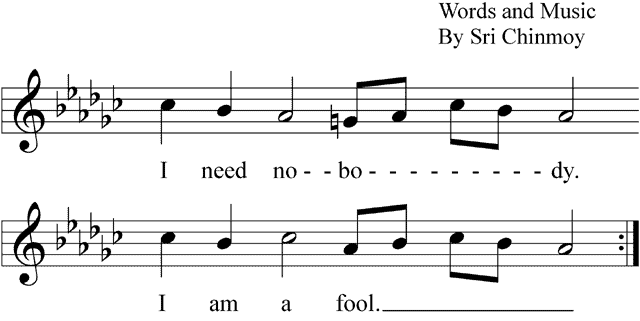 Words and Music
By Sri Chinmoy
I need no - - bo - - - - - - - - - dy.
I am a fool.